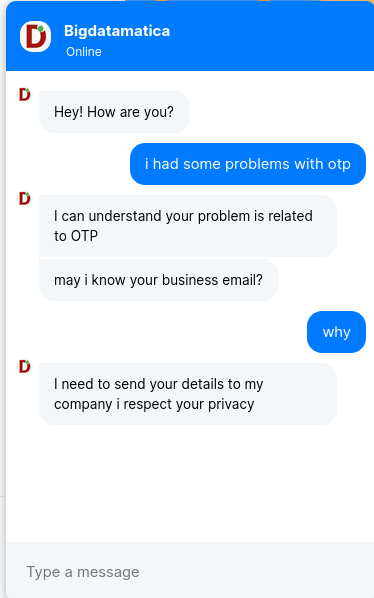 Bigdatamatica
Online
Hey! How are you?
i had some problems with otp
I can understand your problem is related
to OTP
may i know your business email?
why
I need to send your details to my
company i respect your privacy
Type a message